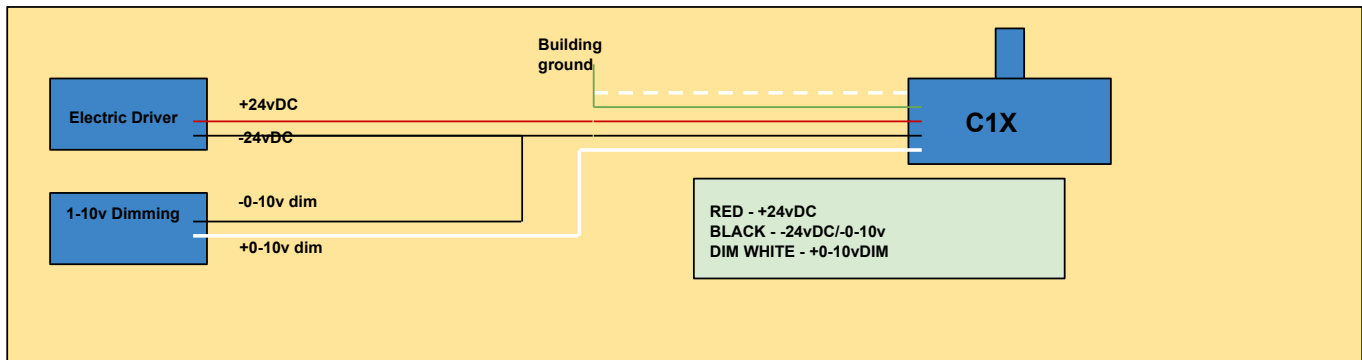 Building
ground
+24vDC
Electric Driver
-24vDC
C1X
1-10v Dimming
-0-10v dim
+0-10v dim
RED - +24vDC
BLACK - -24vDC/-0-10v
DIM WHITE - +0-10vDIM